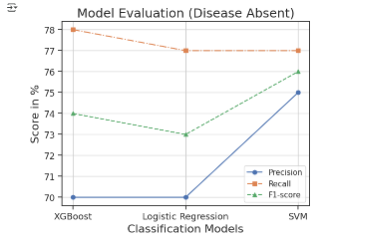 Model Evaluation (Disease Absent)
78
77
76
75
74
73
72
71
70
Score in %
XGBoost Logistic Regression SVM
Classification Models
Precision
Recall
F1-score